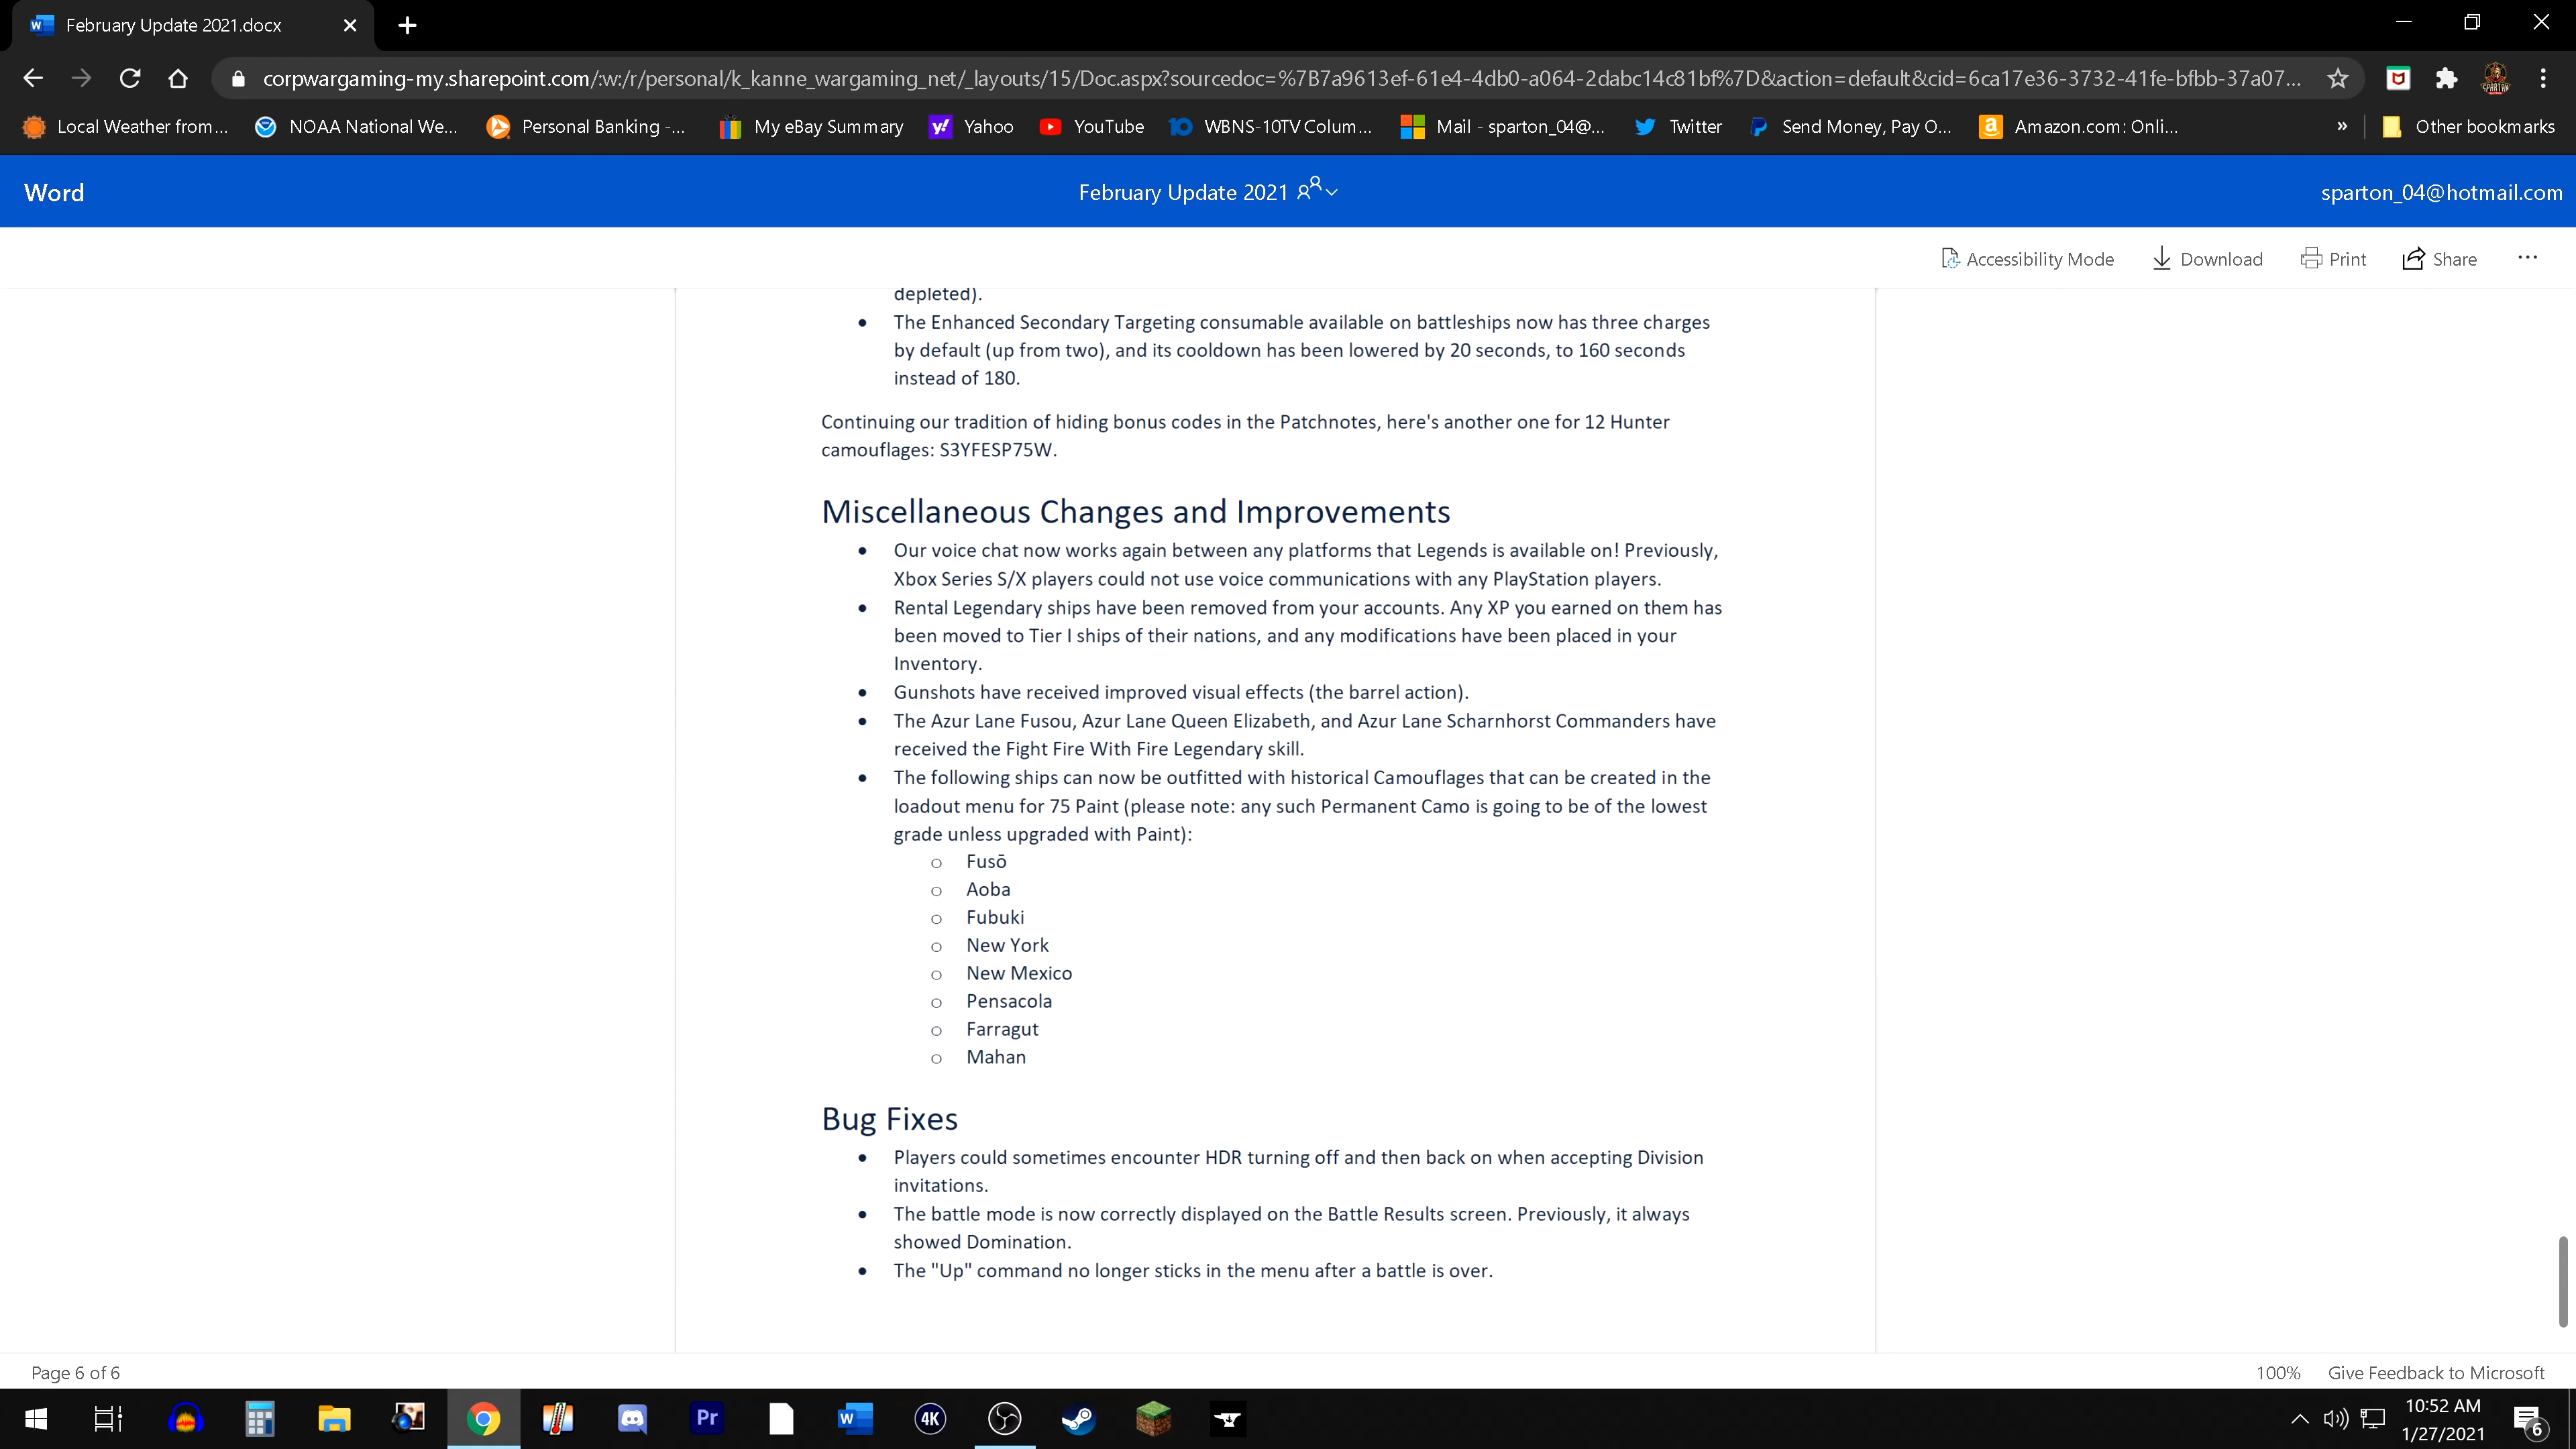 February Update 2021.docx
corpwargaming-my.sharepoint.com/:w:/r/personal/k_kanne_wargaming_net/_layouts/15/Doc.aspx?sourcedoc=%7B7a9613ef-61e4-4db0-a064-2dabc14c81bf%7D&action=default&cid=6ca17e36-3732-41fe-bfbb-37a07...
Local Weather from... NOAA National We... Personal Banking -... My eBay Summary Yahoo YouTube WBNS-10TV Colum... Mail - sparton_04@... Twitter Send Money, Pay O... Amazon.com: Onli... » Other bookmarks
Word February Update 2021 sparton_04@hotmail.com
Accessibility Mode Download Print Share ...
depleted).
• The Enhanced Secondary Targeting consumable available on battleships now has three charges
by default (up from two), and its cooldown has been lowered by 20 seconds, to 160 seconds
instead of 180.
Continuing our tradition of hiding bonus codes in the Patchnotes, here's another one for 12 Hunter
camouflages: S3YFESP75W.
Miscellaneous Changes and Improvements
• Our voice chat now works again between any platforms that Legends is available on! Previously,
Xbox Series S/X players could not use voice communications with any PlayStation players.
• Rental Legendary ships have been removed from your accounts. Any XP you earned on them has
been moved to Tier I ships of their nations, and any modifications have been placed in your
Inventory.
• Gunshots have received improved visual effects (the barrel action).
• The Azur Lane Fusou, Azur Lane Queen Elizabeth, and Azur Lane Scharnhorst Commanders have
received the Fight Fire With Fire Legendary skill.
• The following ships can now be outfitted with historical Camouflages that can be created in the
loadout menu for 75 Paint (please note: any such Permanent Camo is going to be of the lowest
grade unless upgraded with Paint):
o Fusō
o Aoba
o Fubuki
o New York
o New Mexico
o Pensacola
o Farragut
o Mahan
Bug Fixes
• Players could sometimes encounter HDR turning off and then back on when accepting Division
invitations.
• The battle mode is now correctly displayed on the Battle Results screen. Previously, it always
showed Domination.
• The "Up" command no longer sticks in the menu after a battle is over.
Page 6 of 6 100% Give Feedback to Microsoft
Pr W 4K 10:52 AM
1/27/2021 6